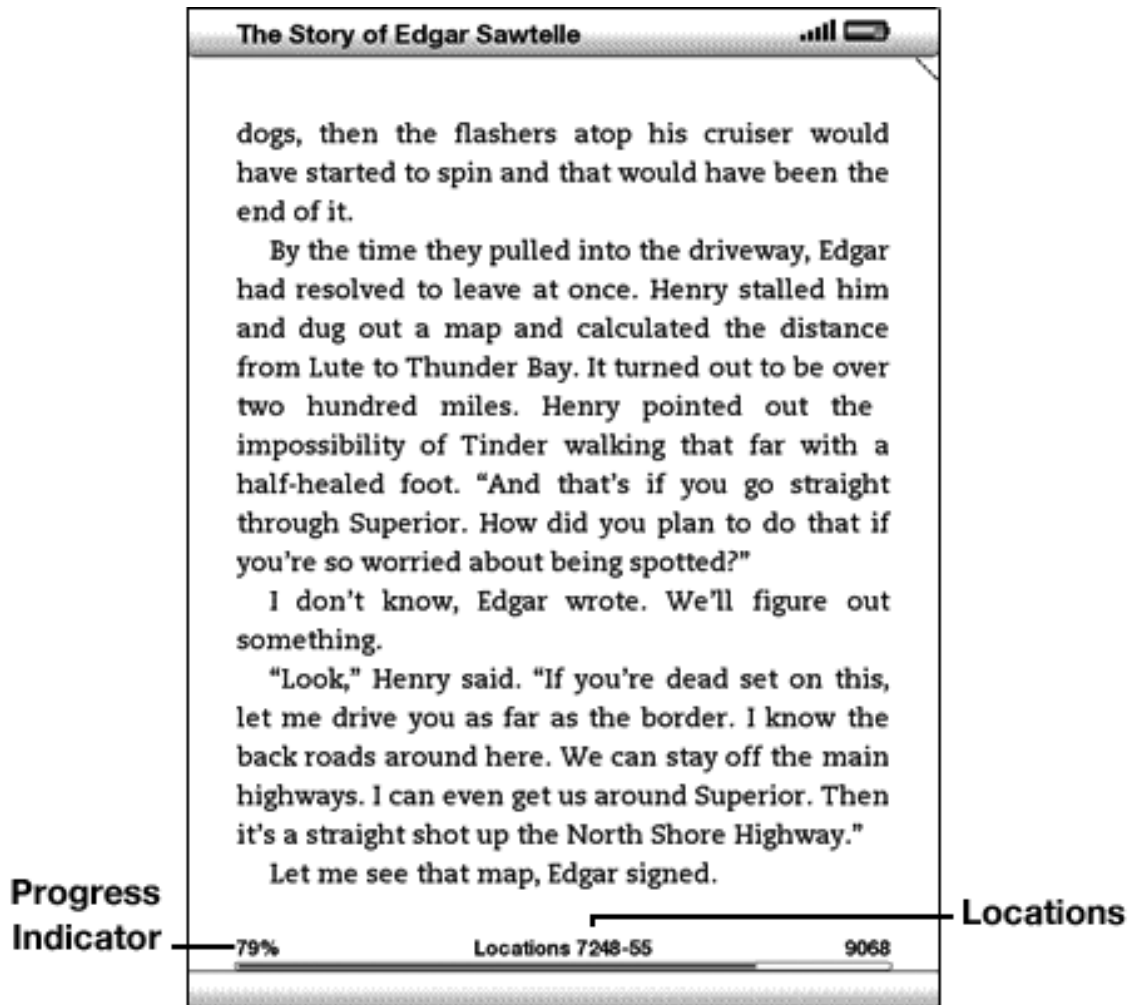 The Story of Edgar Sawtelle
dogs, then the flashers atop his cruiser would
have started to spin and that would have been the
end of it.
By the time they pulled into the driveway, Edgar
had resolved to leave at once. Henry stalled him
and dug out a map and calculated the distance
from Lute to Thunder Bay. It turned out to be over
two hundred miles. Henry pointed out the
impossibility of Tinder walking that far with a
half-healed foot. “And that’s if you go straight
through Superior. How did you plan to do that if
you’re so worried about being spotted?”
I don’t know, Edgar wrote. We’ll figure out
something.
“Look,” Henry said. “If you’re dead set on this,
let me drive you as far as the border. I know the
back roads around here. We can stay off the main
highways. I can even get us around Superior. Then
it’s a straight shot up the North Shore Highway.”
Let me see that map, Edgar signed.
Progress
Indicator
Locations
79% Locations 7248-55 9068